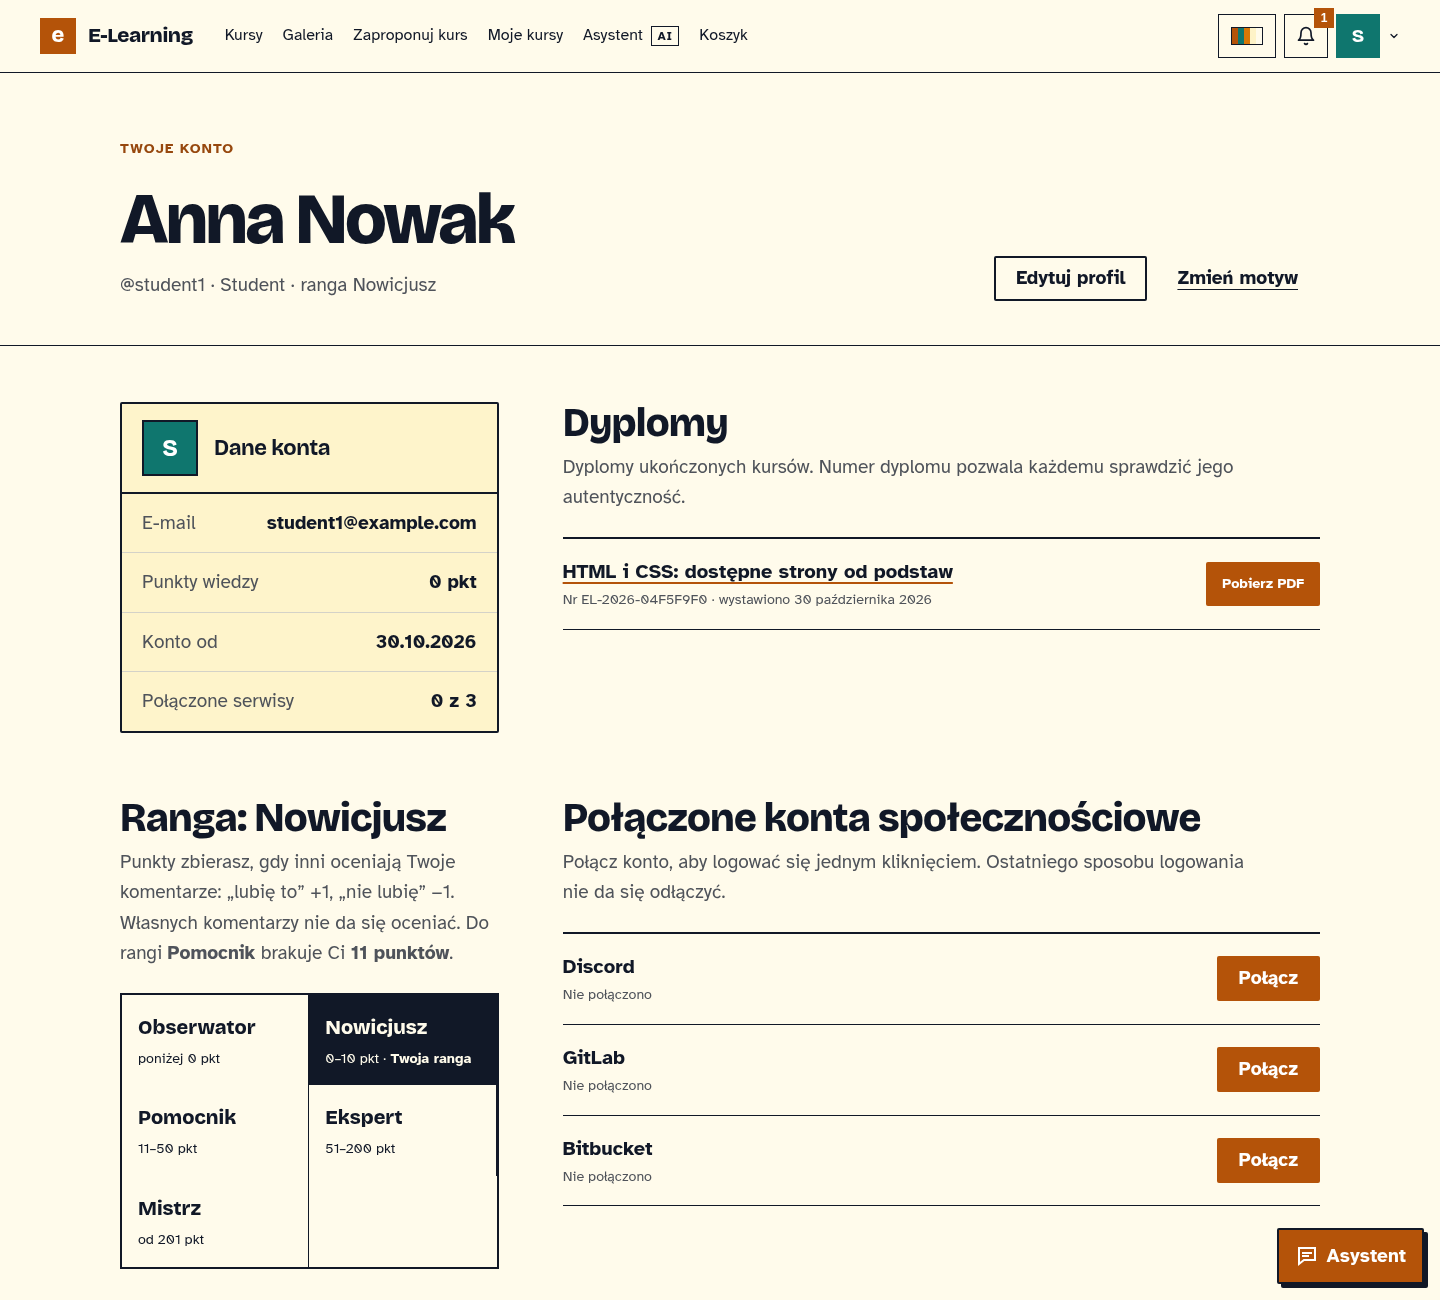 e E-Learning Kursy Galeria Zaproponuj kurs Moje kursy Asystent AI Koszyk 1 S
TWOJE KONTO
Anna Nowak
@student1 · Student · ranga Nowicjusz
Edytuj profil Zmień motyw
S Dane konta
E-mail student1@example.com
Punkty wiedzy 0 pkt
Konto od 30.10.2026
Połączone serwisy 0 z 3
Dyplomy
Dyplomy ukończonych kursów. Numer dyplomu pozwala każdemu sprawdzić jego
autentyczność.
HTML i CSS: dostępne strony od podstaw
Nr EL-2026-04F5F9F0 · wystawiono 30 października 2026
Pobierz PDF
Ranga: Nowicjusz
Punkty zbierasz, gdy inni oceniają Twoje
komentarze: „lubię to” +1, „nie lubię” −1.
Własnych komentarzy nie da się oceniać. Do
rangi Pomocnik brakuje Ci 11 punktów.
Obserwator
poniżej 0 pkt
Nowicjusz
0–10 pkt · Twoja ranga
Pomocnik
11–50 pkt
Ekspert
51–200 pkt
Mistrz
od 201 pkt
Połączone konta społecznościowe
Połącz konto, aby logować się jednym kliknięciem. Ostatniego sposobu logowania
nie da się odłączyć.
Discord
Nie połączono
Połącz
GitLab
Nie połączono
Połącz
Bitbucket
Nie połączono
Połącz
Asystent